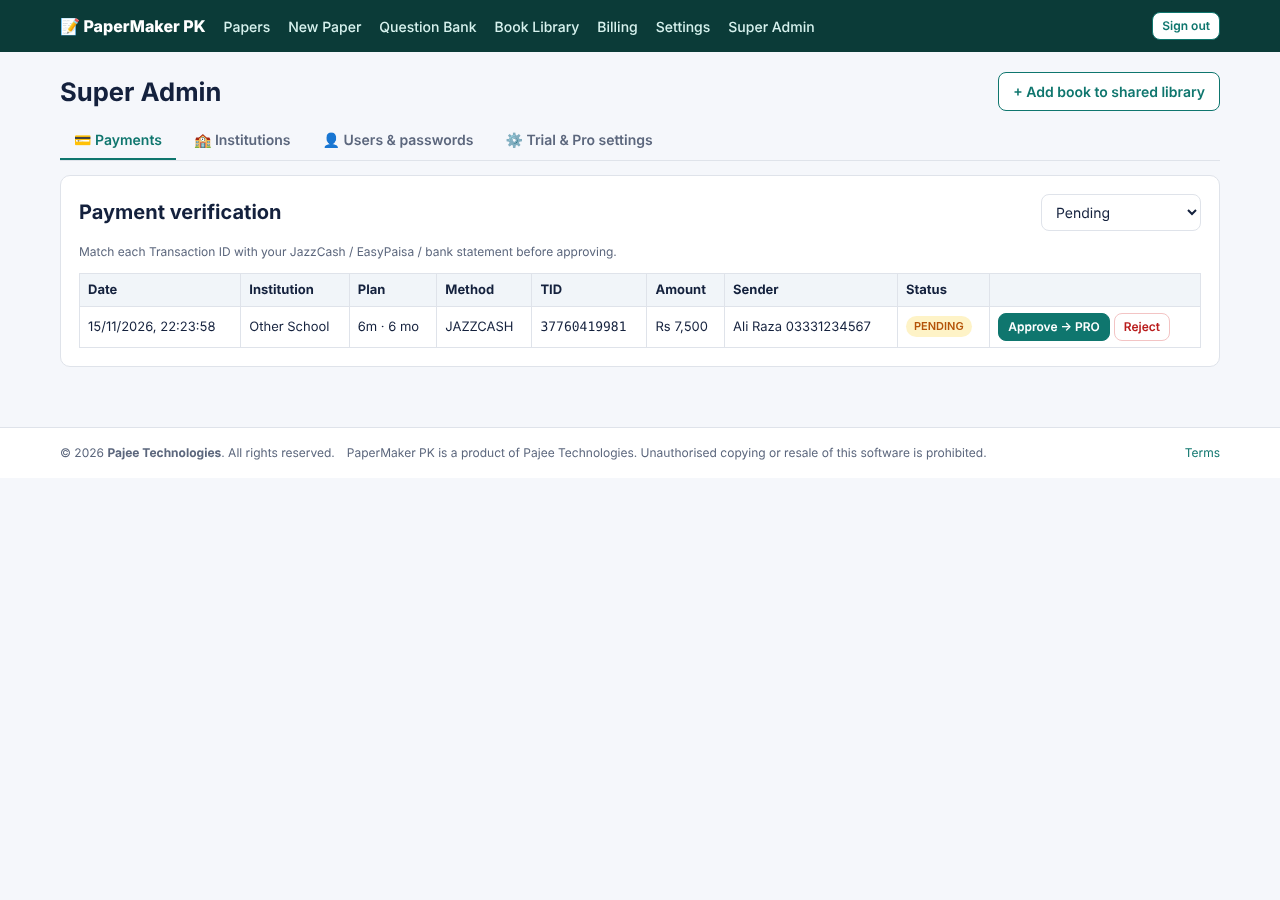 📝 PaperMaker PK Papers New Paper Question Bank Book Library Billing Settings Super Admin Sign out
Super Admin + Add book to shared library
💳 Payments 🏫 Institutions 👤 Users & passwords ⚙️ Trial & Pro settings
Payment verification Pending
Match each Transaction ID with your JazzCash / EasyPaisa / bank statement before approving.
Date Institution Plan Method TID Amount Sender Status
15/11/2026, 22:23:58 Other School 6m · 6 mo JAZZCASH 37760419981 Rs 7,500 Ali Raza 03331234567 PENDING Approve → PRO Reject
© 2026 Pajee Technologies. All rights reserved. PaperMaker PK is a product of Pajee Technologies. Unauthorised copying or resale of this software is prohibited. Terms